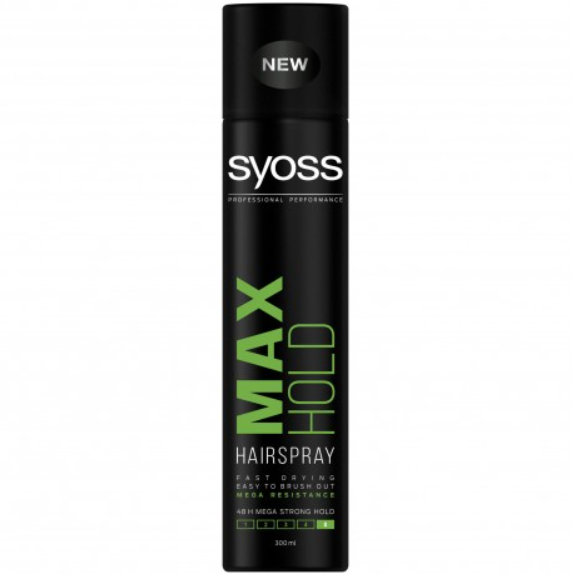 NEW
syoss
PROFESSIONAL PERFORMANCE
MAX
HOLD
HAIRSPRAY
FAST DRYING
EASY TO BRUSH OUT
MEGA RESISTANCE
48H MEGA STRONG HOLD
1 2 3 4 5
300 ml